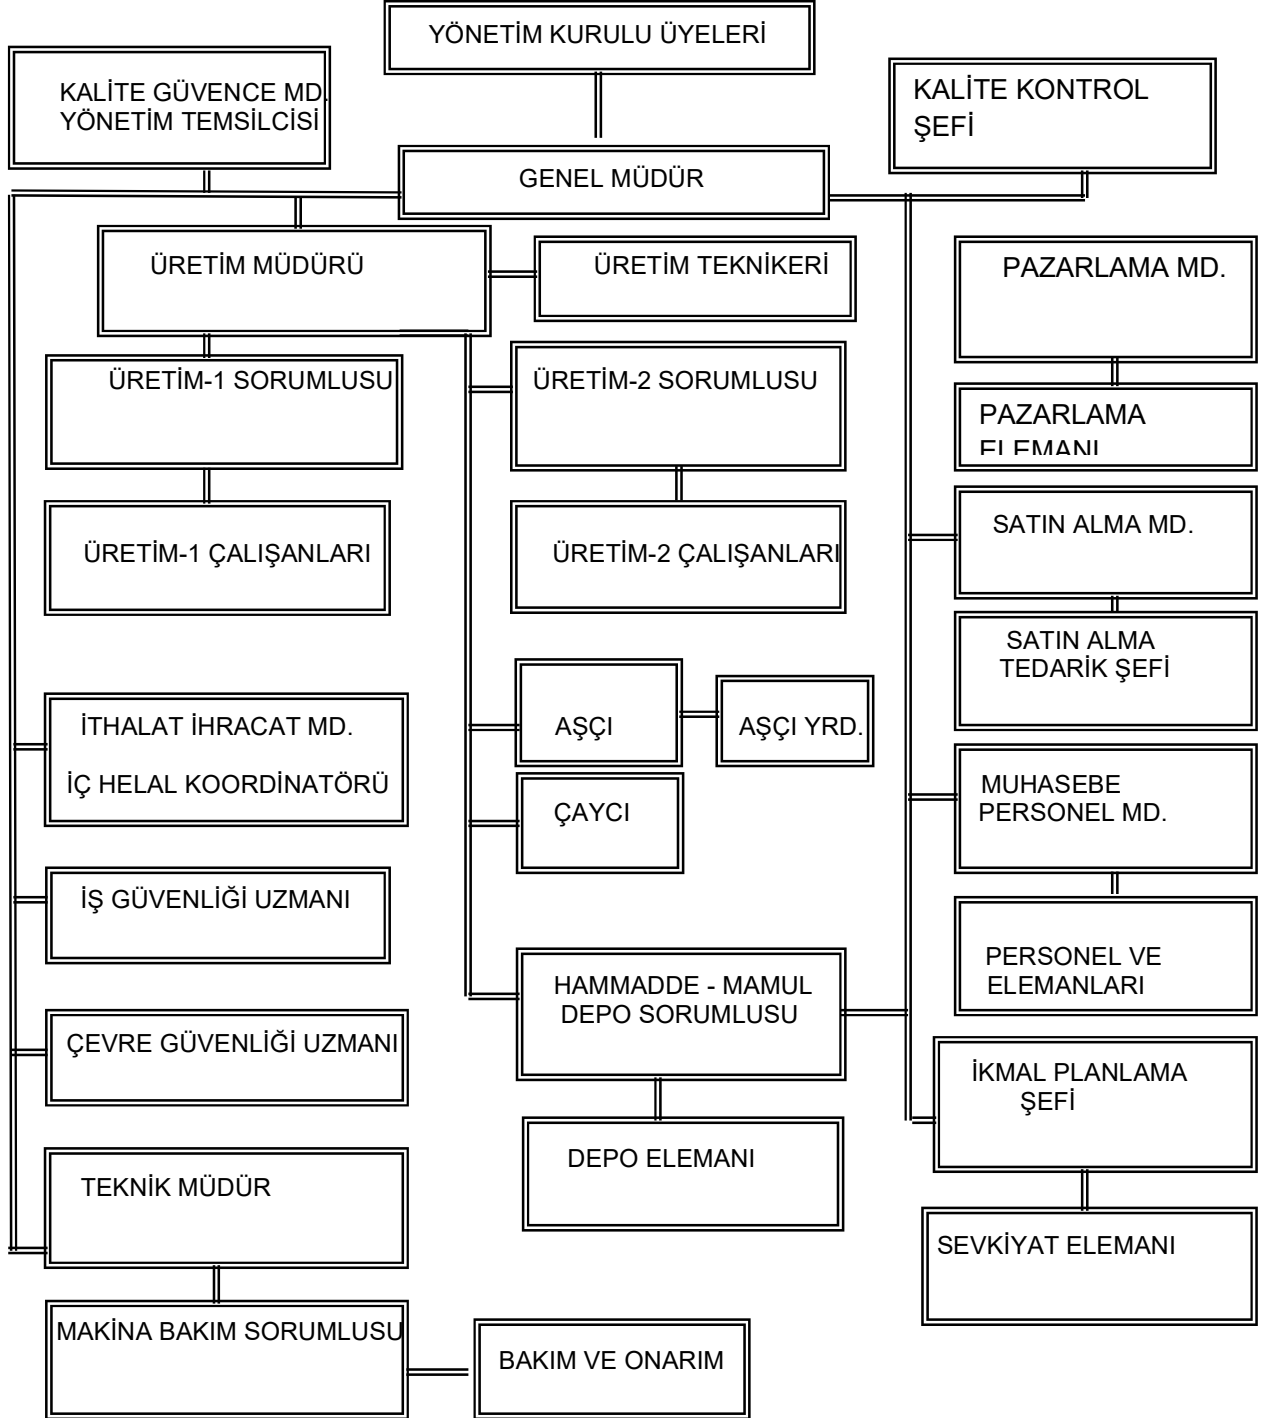 YÖNETİM KURULU ÜYELERİ
KALİTE GÜVENCE MD.
YÖNETİM TEMSİLCİSİ
KALİTE KONTROL
ŞEFİ
GENEL MÜDÜR
ÜRETİM MÜDÜRÜ
ÜRETİM TEKNİKERİ
PAZARLAMA MD.
ÜRETİM-1 SORUMLUSU
ÜRETİM-2 SORUMLUSU
PAZARLAMA
ELEMANI
ÜRETİM-1 ÇALIŞANLARI
ÜRETİM-2 ÇALIŞANLARI
SATIN ALMA MD.
SATIN ALMA
TEDARİK ŞEFİ
İTHALAT İHRACAT MD.
İÇ HELAL KOORDİNATÖRÜ
AŞÇI
AŞÇI YRD.
ÇAYCI
MUHASEBE
PERSONEL MD.
İŞ GÜVENLİĞİ UZMANI
PERSONEL VE
ELEMANLARI
HAMMADDE - MAMUL
DEPO SORUMLUSU
ÇEVRE GÜVENLİĞİ UZMANI
İKMAL PLANLAMA
ŞEFİ
DEPO ELEMANI
TEKNİK MÜDÜR
SEVKİYAT ELEMANI
MAKİNA BAKIM SORUMLUSU
BAKIM VE ONARIM